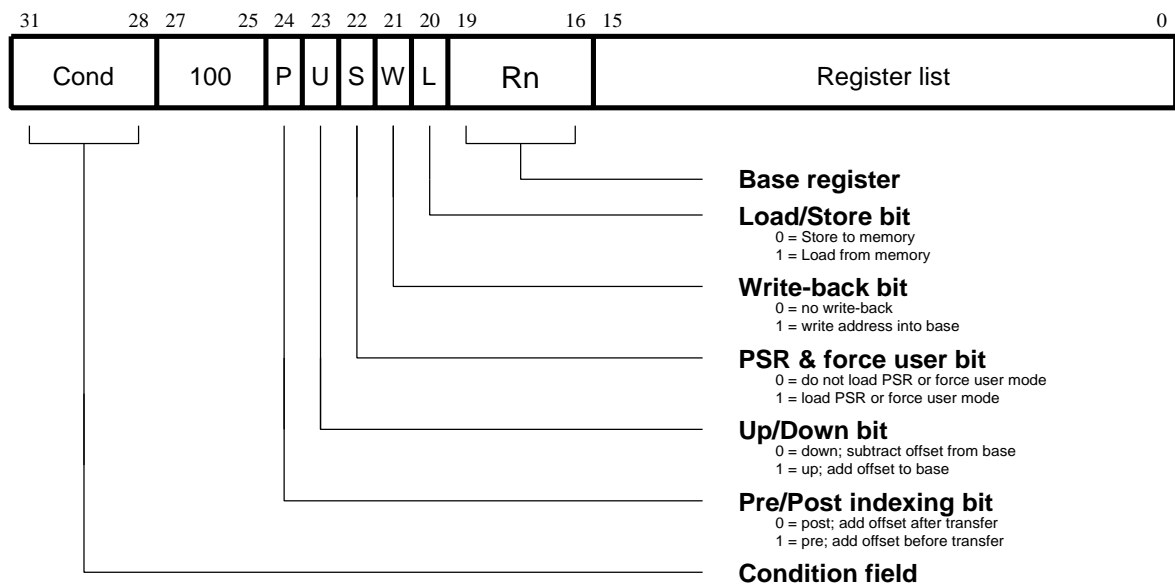 31 28 27 25 24 23 22 21 20 19 16 15 0
Cond 100 P U S W L Rn Register list
Base register
Load/Store bit
0 = Store to memory
1 = Load from memory
Write-back bit
0 = no write-back
1 = write address into base
PSR & force user bit
0 = do not load PSR or force user mode
1 = load PSR or force user mode
Up/Down bit
0 = down; subtract offset from base
1 = up; add offset to base
Pre/Post indexing bit
0 = post; add offset after transfer
1 = pre; add offset before transfer
Condition field